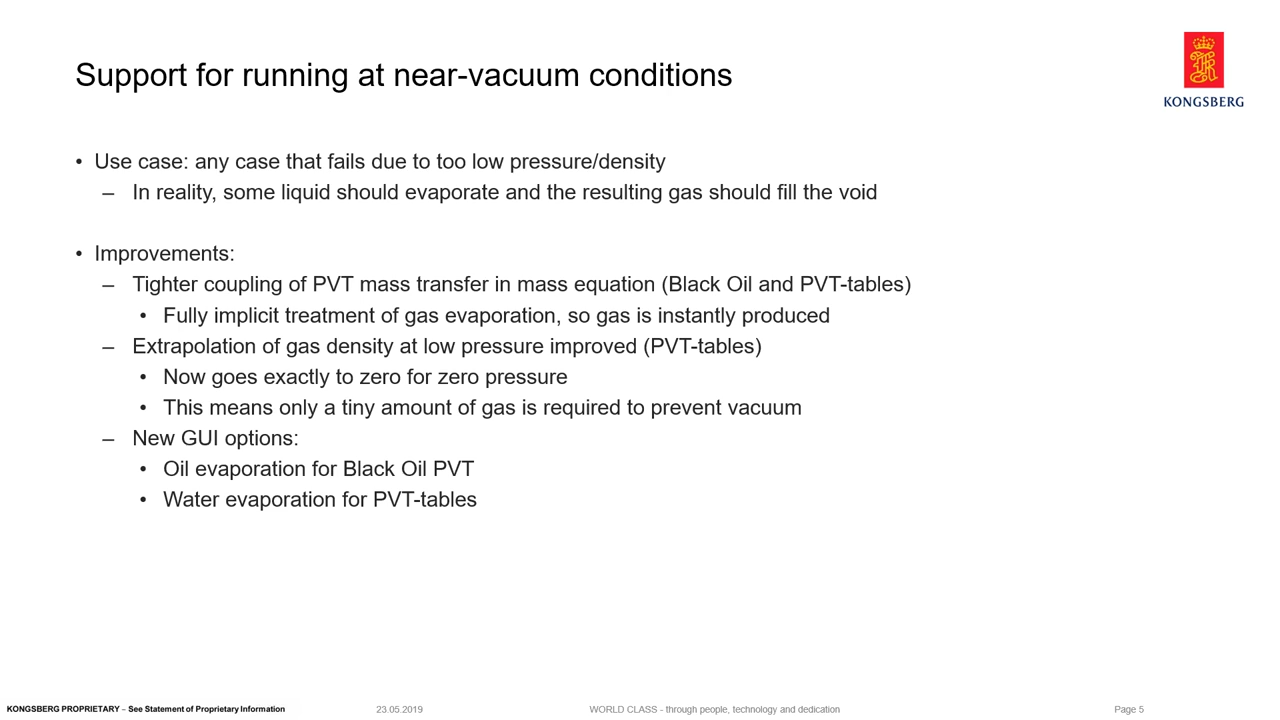 Support for running at near-vacuum conditions
KONGSBERG
• Use case: any case that fails due to too low pressure/density
– In reality, some liquid should evaporate and the resulting gas should fill the void
• Improvements:
– Tighter coupling of PVT mass transfer in mass equation (Black Oil and PVT-tables)
• Fully implicit treatment of gas evaporation, so gas is instantly produced
– Extrapolation of gas density at low pressure improved (PVT-tables)
• Now goes exactly to zero for zero pressure
• This means only a tiny amount of gas is required to prevent vacuum
– New GUI options:
• Oil evaporation for Black Oil PVT
• Water evaporation for PVT-tables
KONGSBERG PROPRIETARY – See Statement of Proprietary Information
23.05.2019
WORLD CLASS - through people, technology and dedication
Page 5